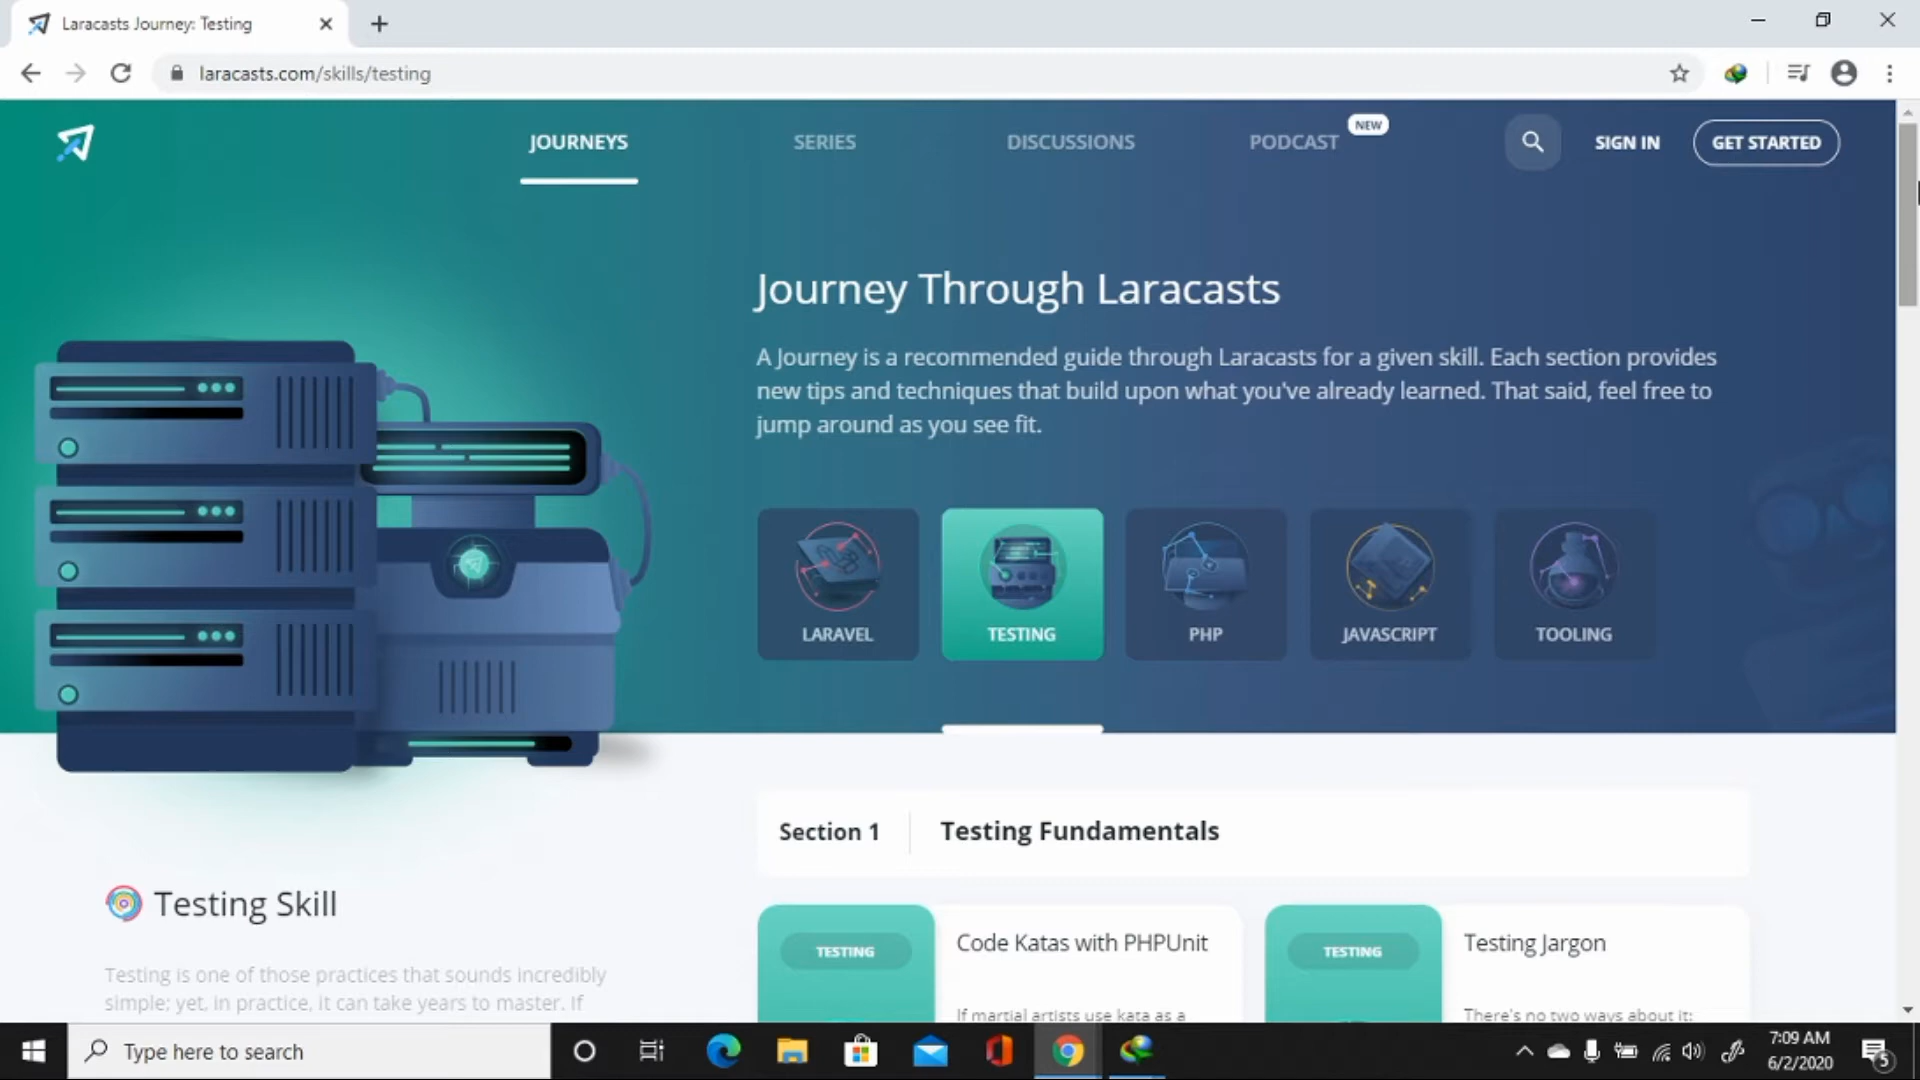 Laracasts Journey: Testing
laracasts.com/skills/testing
JOURNEYS
SERIES
DISCUSSIONS
PODCAST
NEW
SIGN IN
GET STARTED
Journey Through Laracasts
A Journey is a recommended guide through Laracasts for a given skill. Each section provides
new tips and techniques that build upon what you've already learned. That said, feel free to
jump around as you see fit.
LARAVEL
TESTING
PHP
JAVASCRIPT
TOOLING
Section 1
Testing Fundamentals
Testing Skill
Testing is one of those practices that sounds incredibly
simple; yet, in practice, it can take years to master. If
TESTING
Code Katas with PHPUnit
If martial artists use kata as a
TESTING
Testing Jargon
There's no two ways about it:
Type here to search
7:09 AM
6/2/2020
5